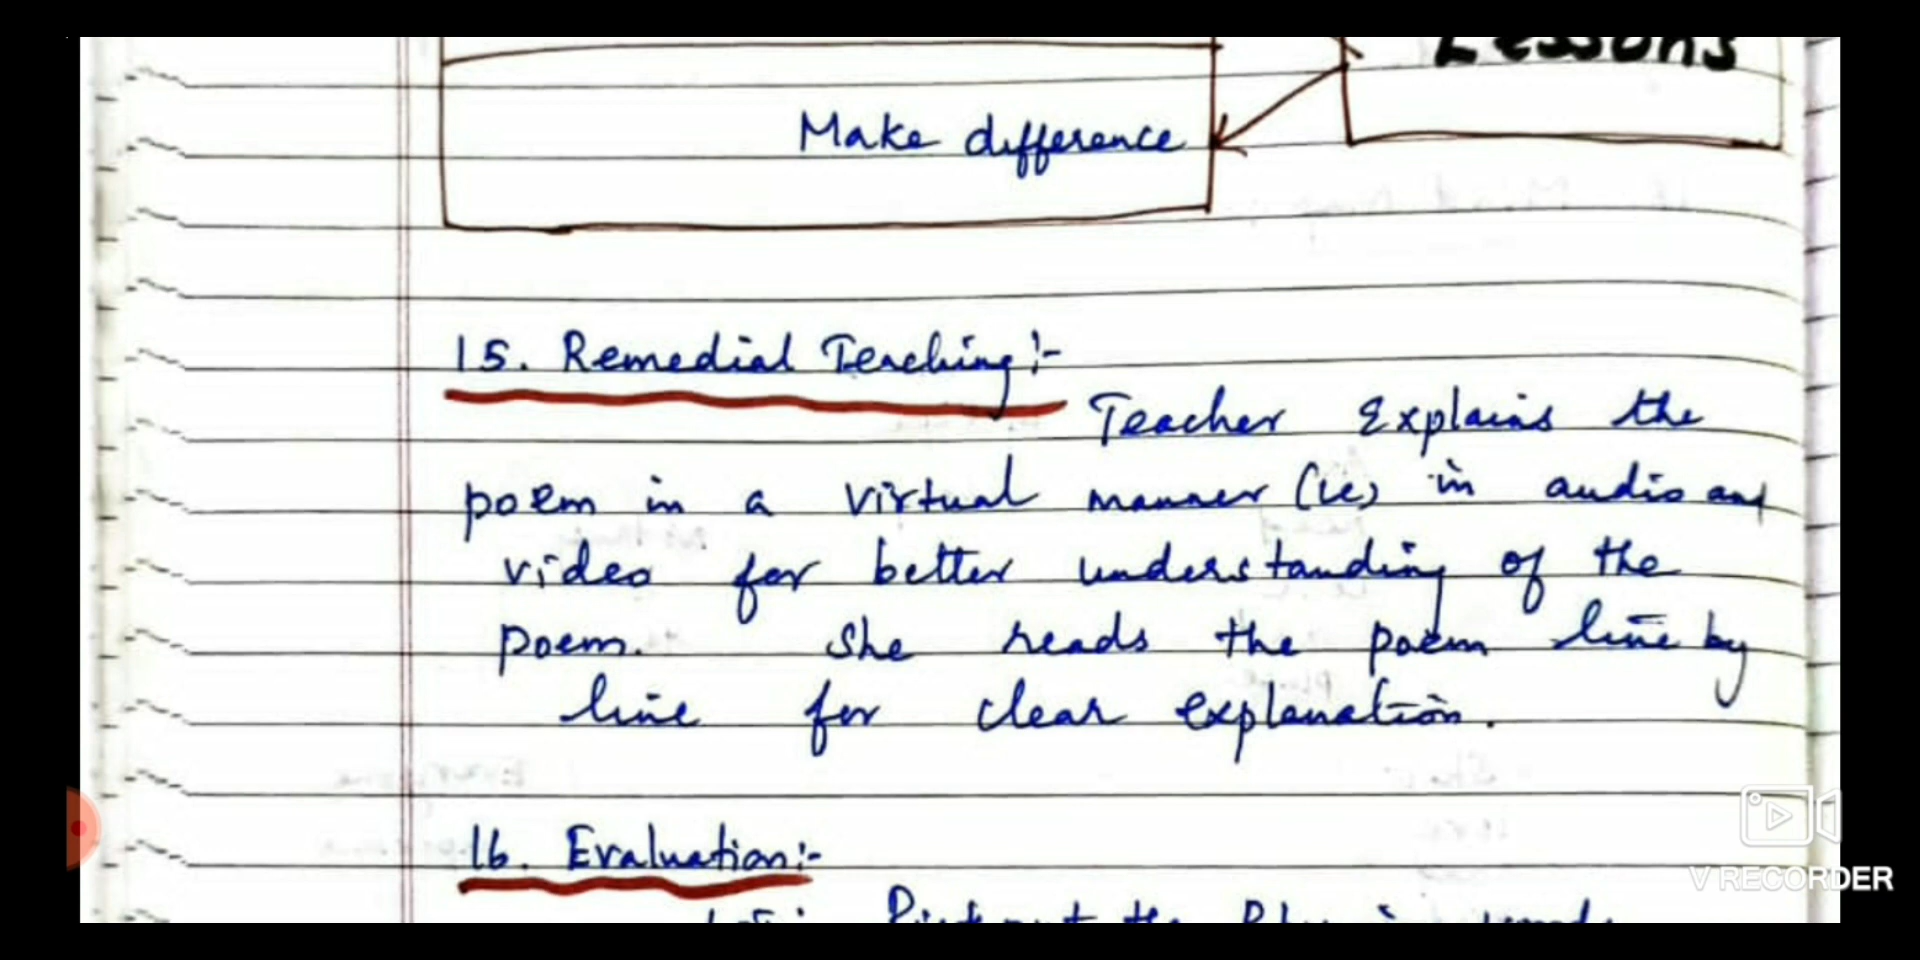 Lessons
Make difference
15. Remedial Teaching:-
Teacher Explains the
poem in a virtual manner (ie) in audio and
video for better understanding of the
poem. She reads the poem line by
line for clear explanation.
16. Evaluation:-
V RECORDER